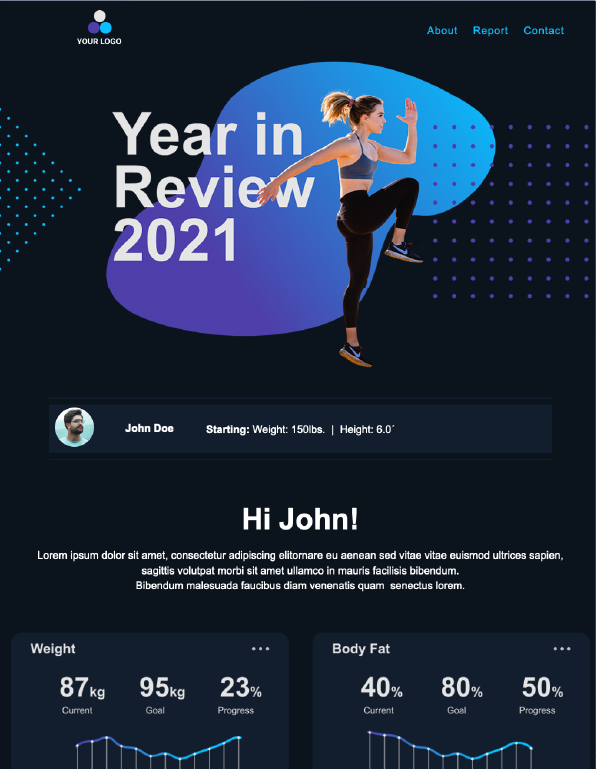 YOUR LOGO
About Report Contact
Year in
Review
2021
John Doe Starting: Weight: 150lbs. | Height: 6.0´
Hi John!
Lorem ipsum dolor sit amet, consectetur adipiscing elitornare eu aenean sed vitae vitae euismod ultrices sapien,
sagittis volutpat morbi sit amet ullamco in mauris facilisis bibendum.
Bibendum malesuada faucibus diam venenatis quam senectus lorem.
Weight
87kg 95kg 23%
Current Goal Progress
Body Fat
40% 80% 50%
Current Goal Progress